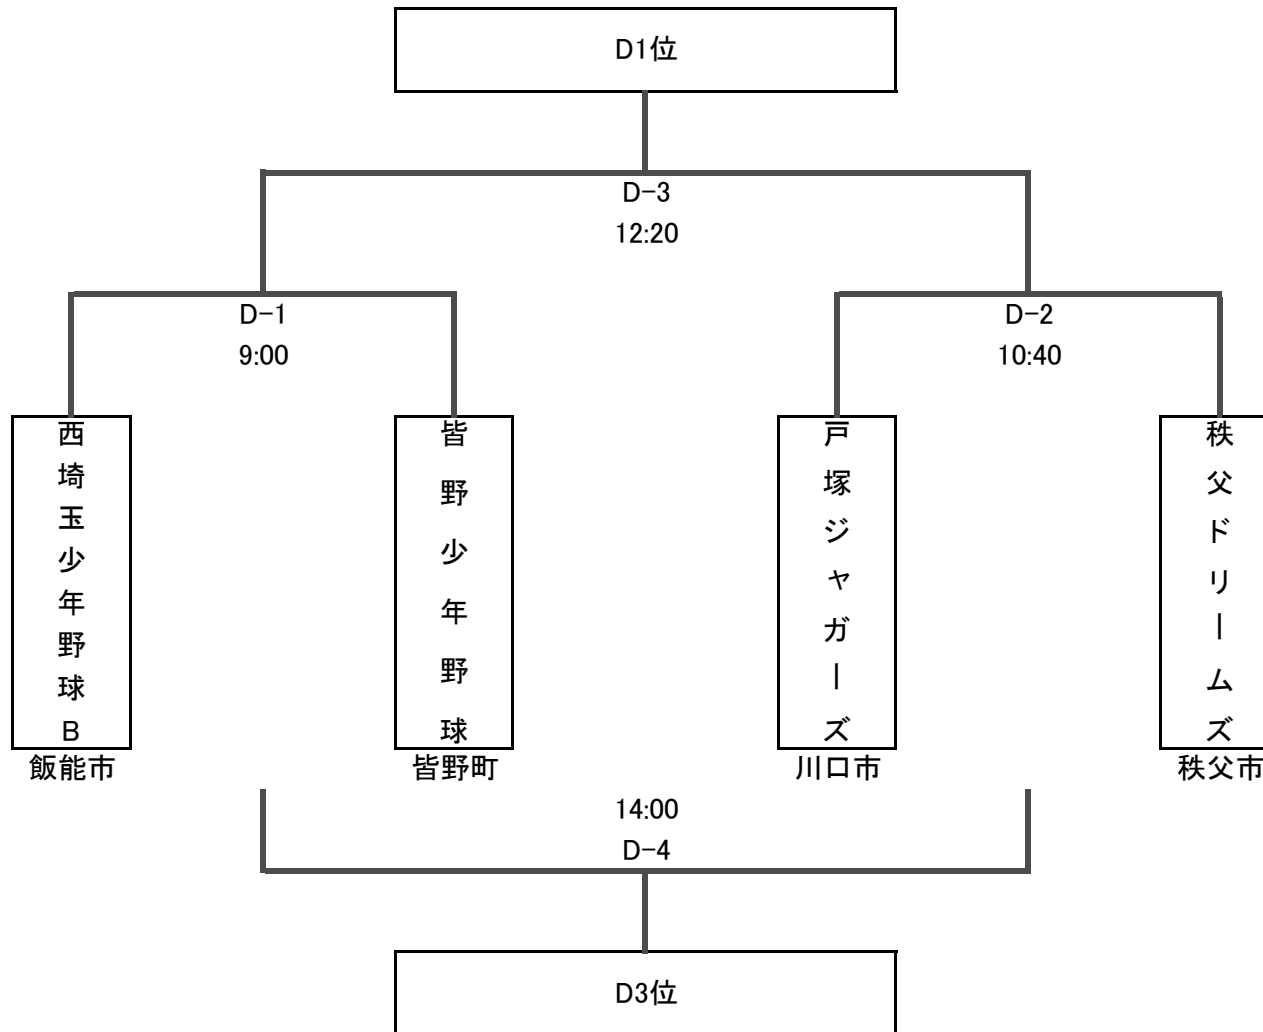 D1位
D-3
12:20
D-1
9:00
D-2
10:40
西埼玉少年野球B
皆野少年野球
戸塚ジャガーズ
秩父ドリームズ
飯能市
皆野町
川口市
秩父市
14:00
D-4
D3位